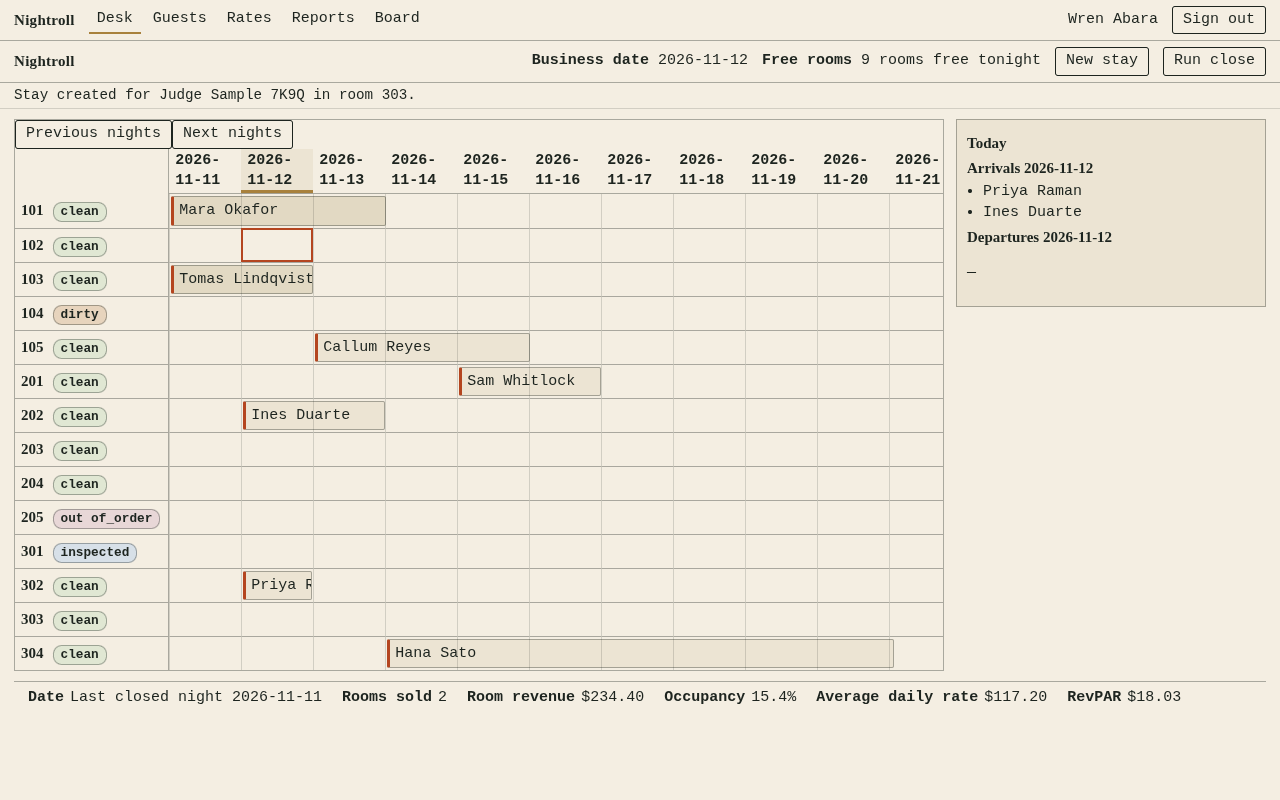 Nightroll Desk Guests Rates Reports Board Wren Abara Sign out
Nightroll Business date 2026-11-12 Free rooms 9 rooms free tonight New stay Run close
Stay created for Judge Sample 7K9Q in room 303.
Previous nights Next nights
2026-11-11 2026-11-12 2026-11-13 2026-11-14 2026-11-15 2026-11-16 2026-11-17 2026-11-18 2026-11-19 2026-11-20 2026-11-21
101 clean Mara Okafor
102 clean
103 clean Tomas Lindqvist
104 dirty
105 clean Callum Reyes
201 clean Sam Whitlock
202 clean Ines Duarte
203 clean
204 clean
205 out of_order
301 inspected
302 clean Priya R
303 clean
304 clean Hana Sato
Today
Arrivals 2026-11-12
• Priya Raman
• Ines Duarte
Departures 2026-11-12
—
Date Last closed night 2026-11-11 Rooms sold 2 Room revenue $234.40 Occupancy 15.4% Average daily rate $117.20 RevPAR $18.03